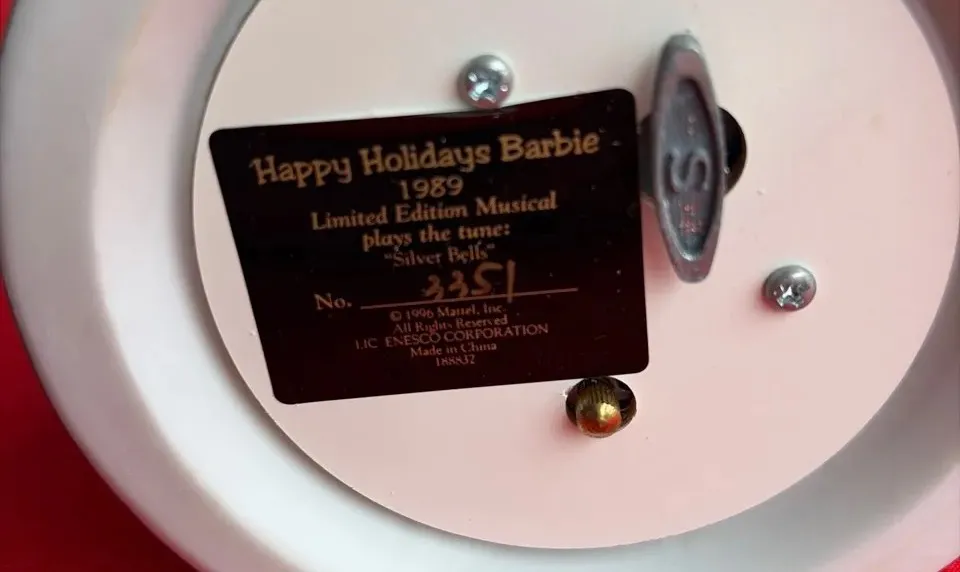 Happy Holidays Barbie
1989
Limited Edition Musical
plays the tune:
"Silver Bells"
No. 3351
© 1996 Mattel, Inc.
All Rights Reserved
LIC ENESCO CORPORATION
Made in China
188832
S